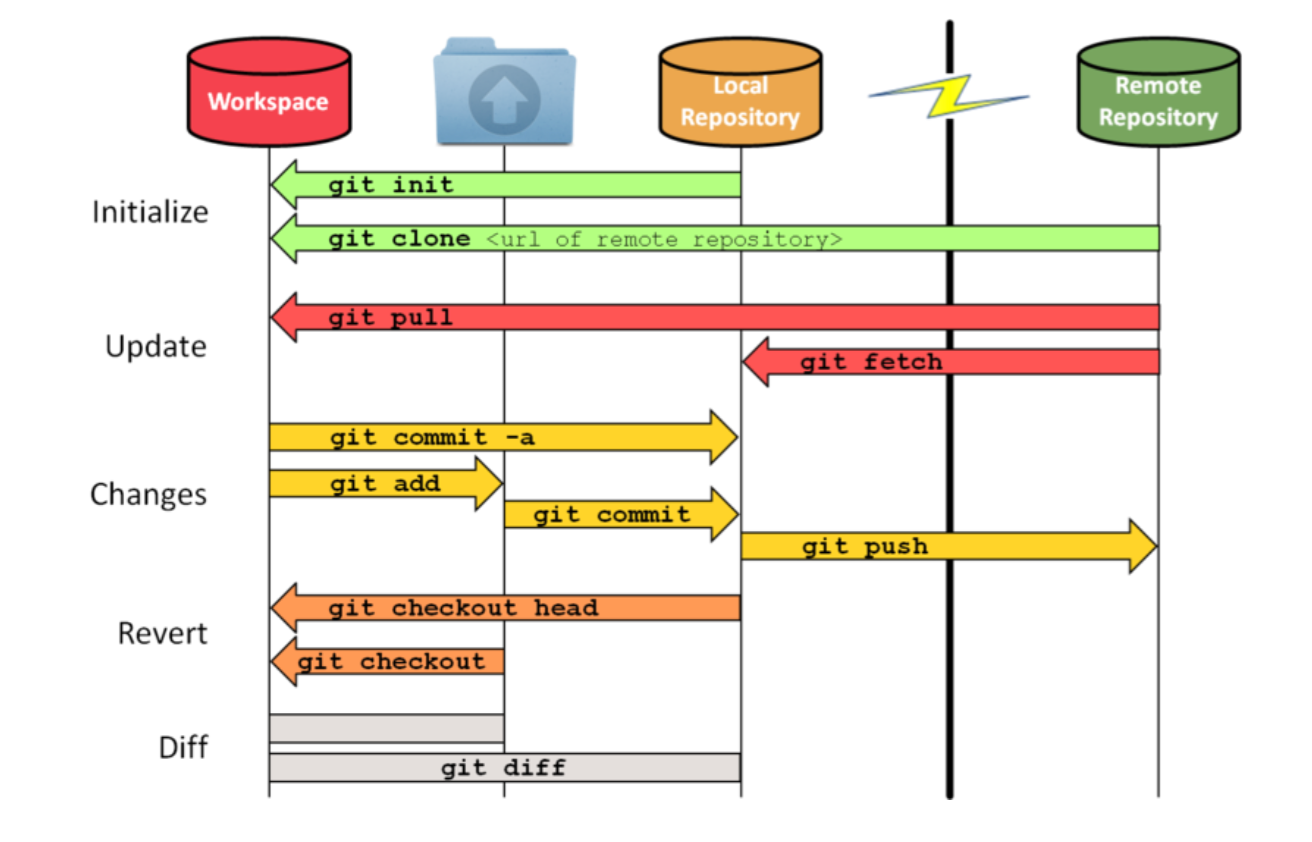 Workspace
Local
Repository
Remote
Repository
Initialize
git init
git clone <url of remote repository>
Update
git pull
git fetch
Changes
git commit -a
git add
git commit
git push
Revert
git checkout head
git checkout
Diff
git diff